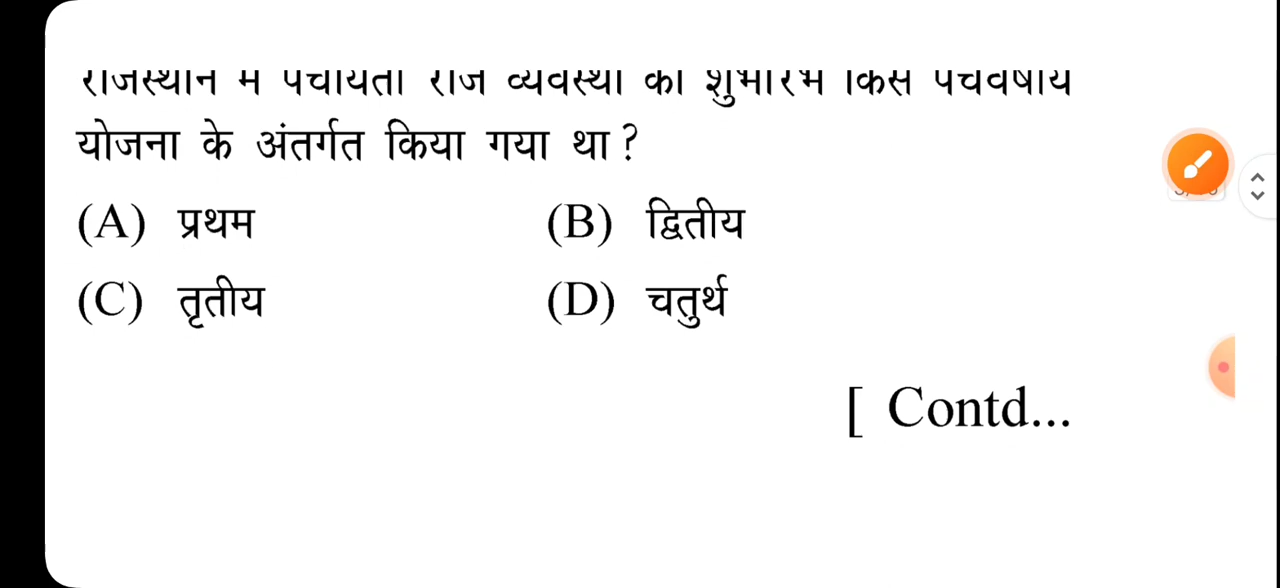 राजस्थान में पंचायती राज व्यवस्था का शुभारंभ किस पंचवर्षीय
योजना के अंतर्गत किया गया था ?
(A) प्रथम (B) द्वितीय
(C) तृतीय (D) चतुर्थ
[ Contd...